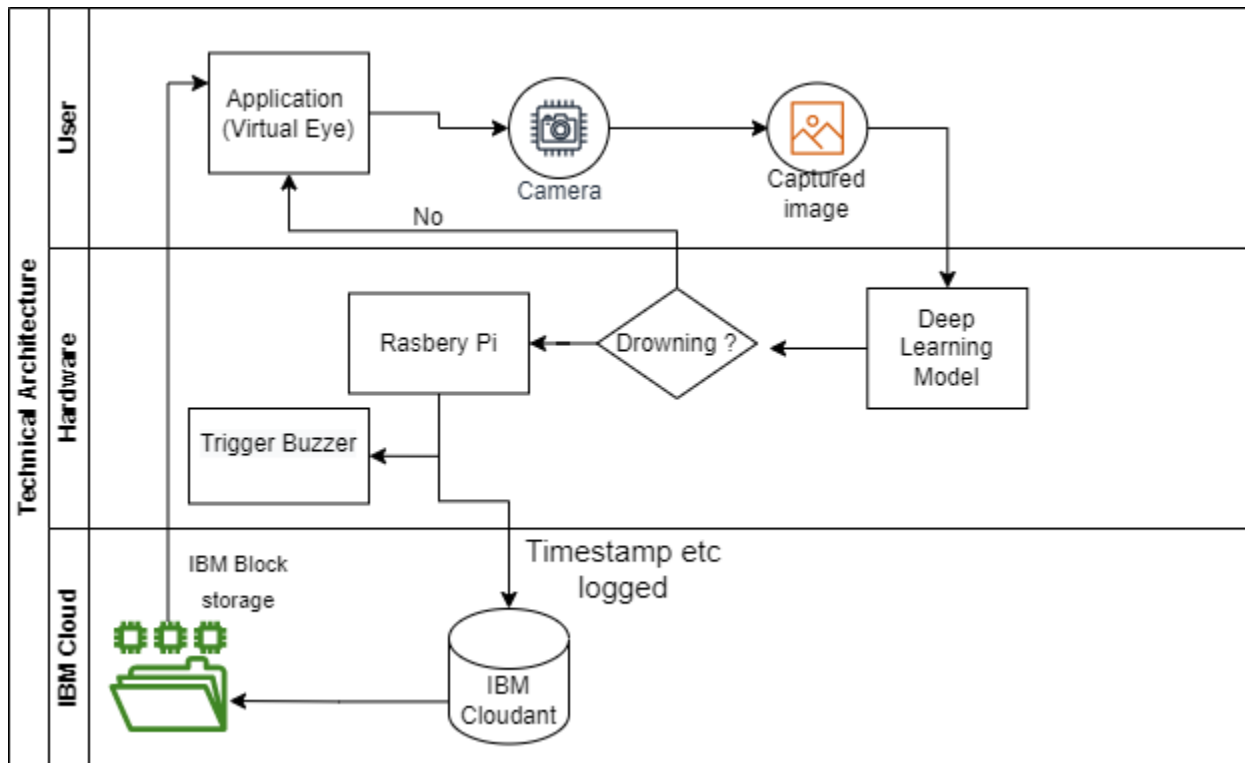 Technical Architecture
User
Application
(Virtual Eye)
Camera
Captured
image
No
Hardware
Rasbery Pi
Drowning ?
Deep
Learning
Model
Trigger Buzzer
IBM Cloud
IBM Block
storage
Timestamp etc
logged
IBM
Cloudant